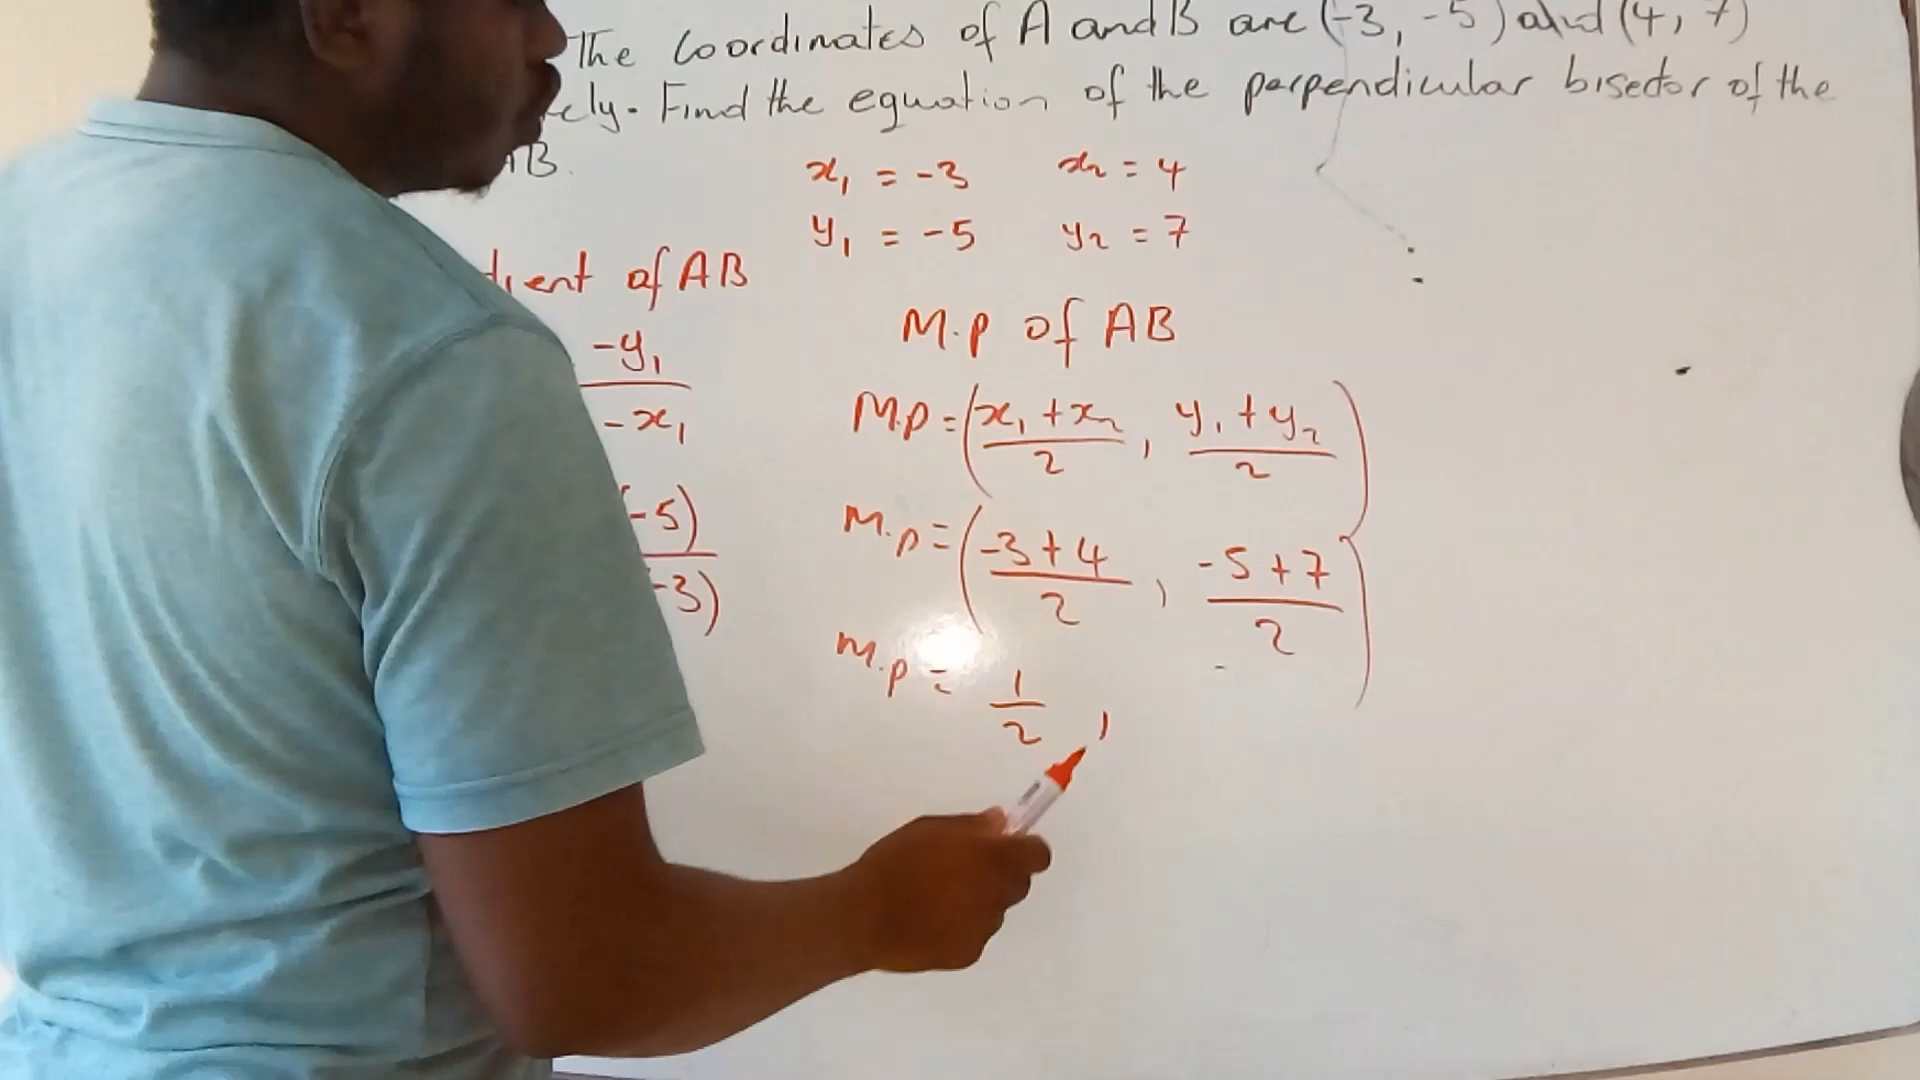 The coordinates of A and B are (-3, -5) and (4, 7)
Find the equation of the perpendicular bisector of the
AB.
x₁ = -3 x₂ = 4
y₁ = -5 y₂ = 7
of AB
-y₁
-x₁
-5)
-3)
M.P of AB
M.P = (x₁ + x₂ / 2 , y₁ + y₂ / 2)
M.P = (-3 + 4 / 2 , -5 + 7 / 2)
M.P = 1 / 2 ,